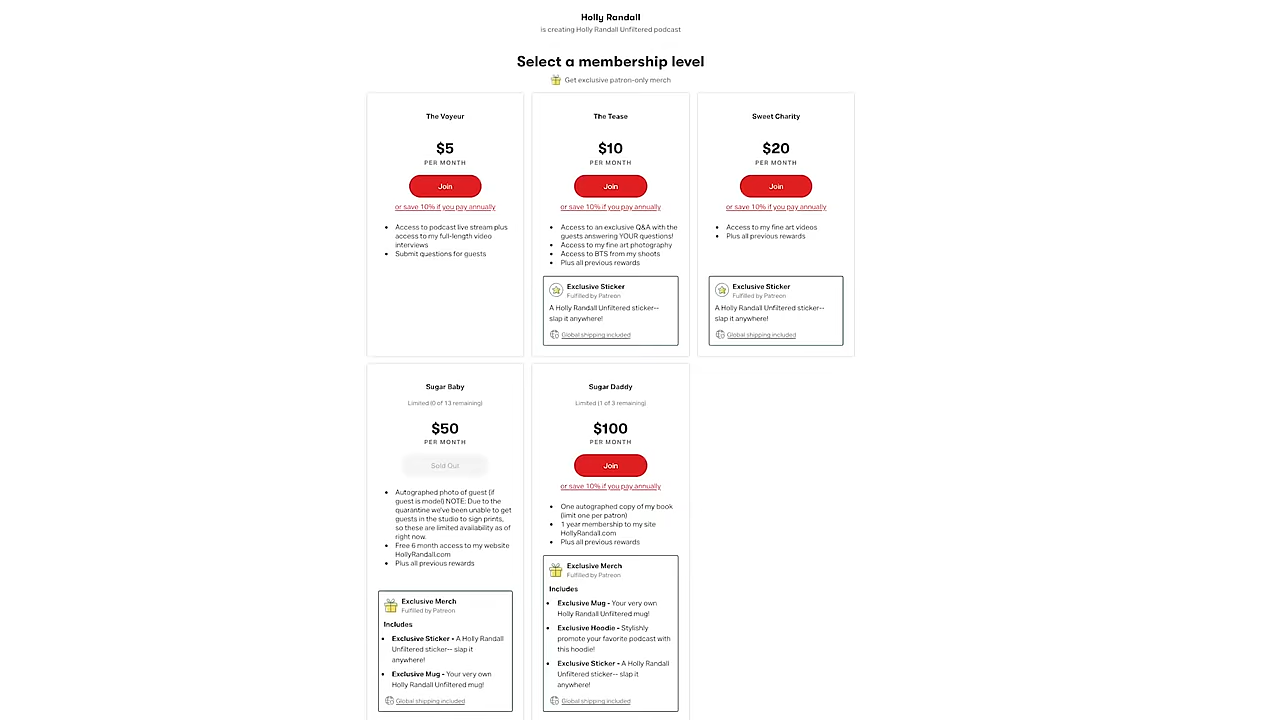 Holly Randall
is creating Holly Randall Unfiltered podcast
Select a membership level
Get exclusive patron-only merch
The Voyeur
$5
PER MONTH
Join
or save 10% if you pay annually
Access to podcast live stream plus
access to my full-length video
interviews
Submit questions for guests
The Tease
$10
PER MONTH
Join
or save 10% if you pay annually
Access to an exclusive Q&A with the
guests answering YOUR questions!
Access to my fine art photography
Access to BTS from my shoots
Plus all previous rewards
Exclusive Sticker
Fulfilled by Patreon
A Holly Randall Unfiltered sticker--
slap it anywhere!
Global shipping included
Sweet Charity
$20
PER MONTH
Join
or save 10% if you pay annually
Access to my fine art videos
Plus all previous rewards
Exclusive Sticker
Fulfilled by Patreon
A Holly Randall Unfiltered sticker--
slap it anywhere!
Global shipping included
Sugar Baby
Limited (0 of 13 remaining)
$50
PER MONTH
Sold Out
Autographed photo of guest (if
guest is model) NOTE: Due to the
quarantine we've been unable to get
guests in the studio to sign prints,
so these are limited availability as of
right now.
Free 6 month access to my website
HollyRandall.com
Plus all previous rewards
Exclusive Merch
Fulfilled by Patreon
Includes
Exclusive Sticker - A Holly Randall
Unfiltered sticker-- slap it
anywhere!
Exclusive Mug - Your very own
Holly Randall Unfiltered mug!
Global shipping included
Sugar Daddy
Limited (1 of 3 remaining)
$100
PER MONTH
Join
or save 10% if you pay annually
One autographed copy of my book
(limit one per patron)
1 year membership to my site
HollyRandall.com
Plus all previous rewards
Exclusive Merch
Fulfilled by Patreon
Includes
Exclusive Mug - Your very own
Holly Randall Unfiltered mug!
Exclusive Hoodie - Stylishly
promote your favorite podcast with
this hoodie!
Exclusive Sticker - A Holly Randall
Unfiltered sticker-- slap it
anywhere!
Global shipping included